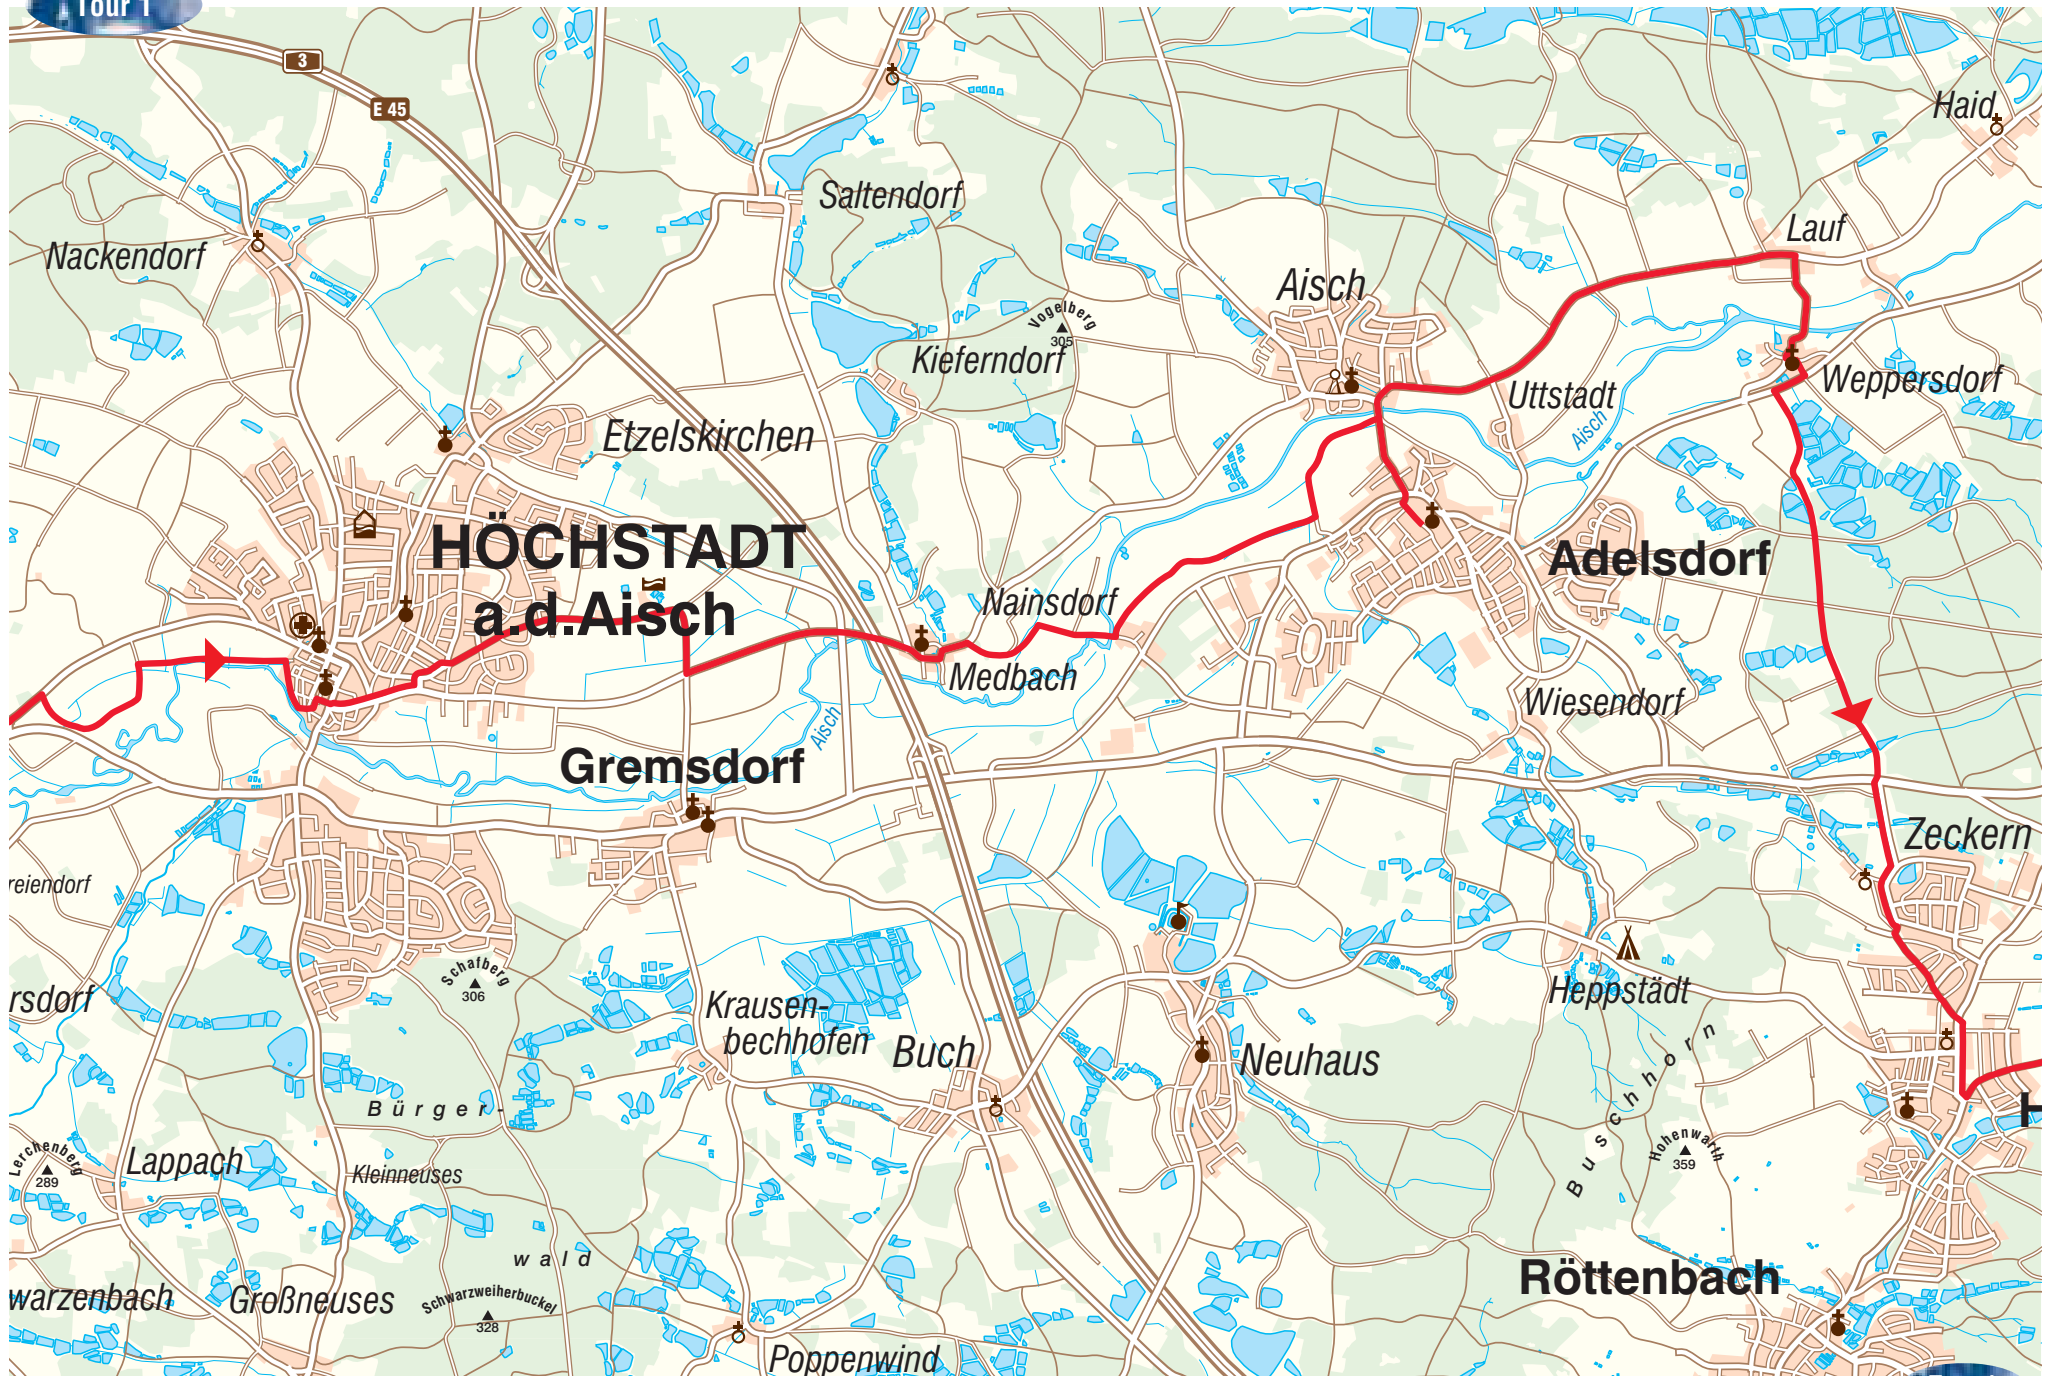 Tour 1
3
E 45
Haid
Saltendorf
Lauf
Nackendorf
Aisch
Vogelberg
305
Kieferndorf
Weppersdorf
Uttstadt
Aisch
Etzelskirchen
HÖCHSTADT
a.d.Aisch
Adelsdorf
Nainsdorf
Medbach
Wiesendorf
Aisch
Gremsdorf
Zeckern
reiendorf
Schafberg
306
rsdorf
Heppstädt
Krausen-
bechhofen
Buch
Neuhaus
Buschhorn
Bürger-
H
Hohenwarth
359
Lerchenberg
289
Lappach
Kleinneuses
wald
Röttenbach
warzenbach
Großneuses
Schwarzweiherbuckel
328
Poppenwind